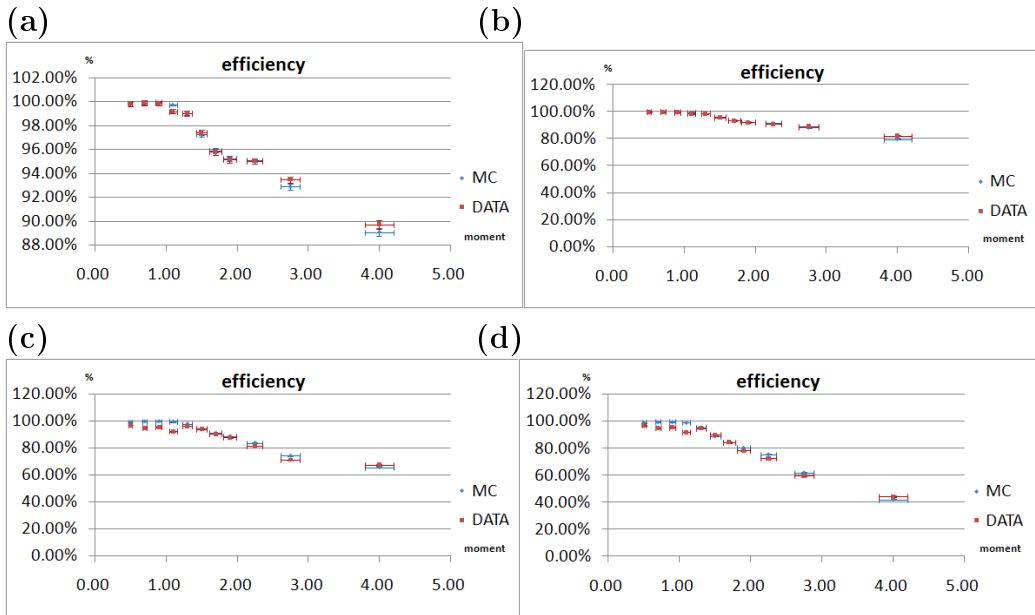 (a)
efficiency
%
102.00%
100.00%
98.00%
96.00%
94.00%
92.00%
90.00%
88.00%
0.00 1.00 2.00 3.00 4.00 5.00
MC
DATA
moment
(b)
efficiency
%
120.00%
100.00%
80.00%
60.00%
40.00%
20.00%
0.00%
0.00 1.00 2.00 3.00 4.00 5.00
MC
DATA
moment
(c)
efficiency
%
120.00%
100.00%
80.00%
60.00%
40.00%
20.00%
0.00%
0.00 1.00 2.00 3.00 4.00 5.00
MC
DATA
moment
(d)
efficiency
%
120.00%
100.00%
80.00%
60.00%
40.00%
20.00%
0.00%
0.00 1.00 2.00 3.00 4.00 5.00
MC
DATA
moment